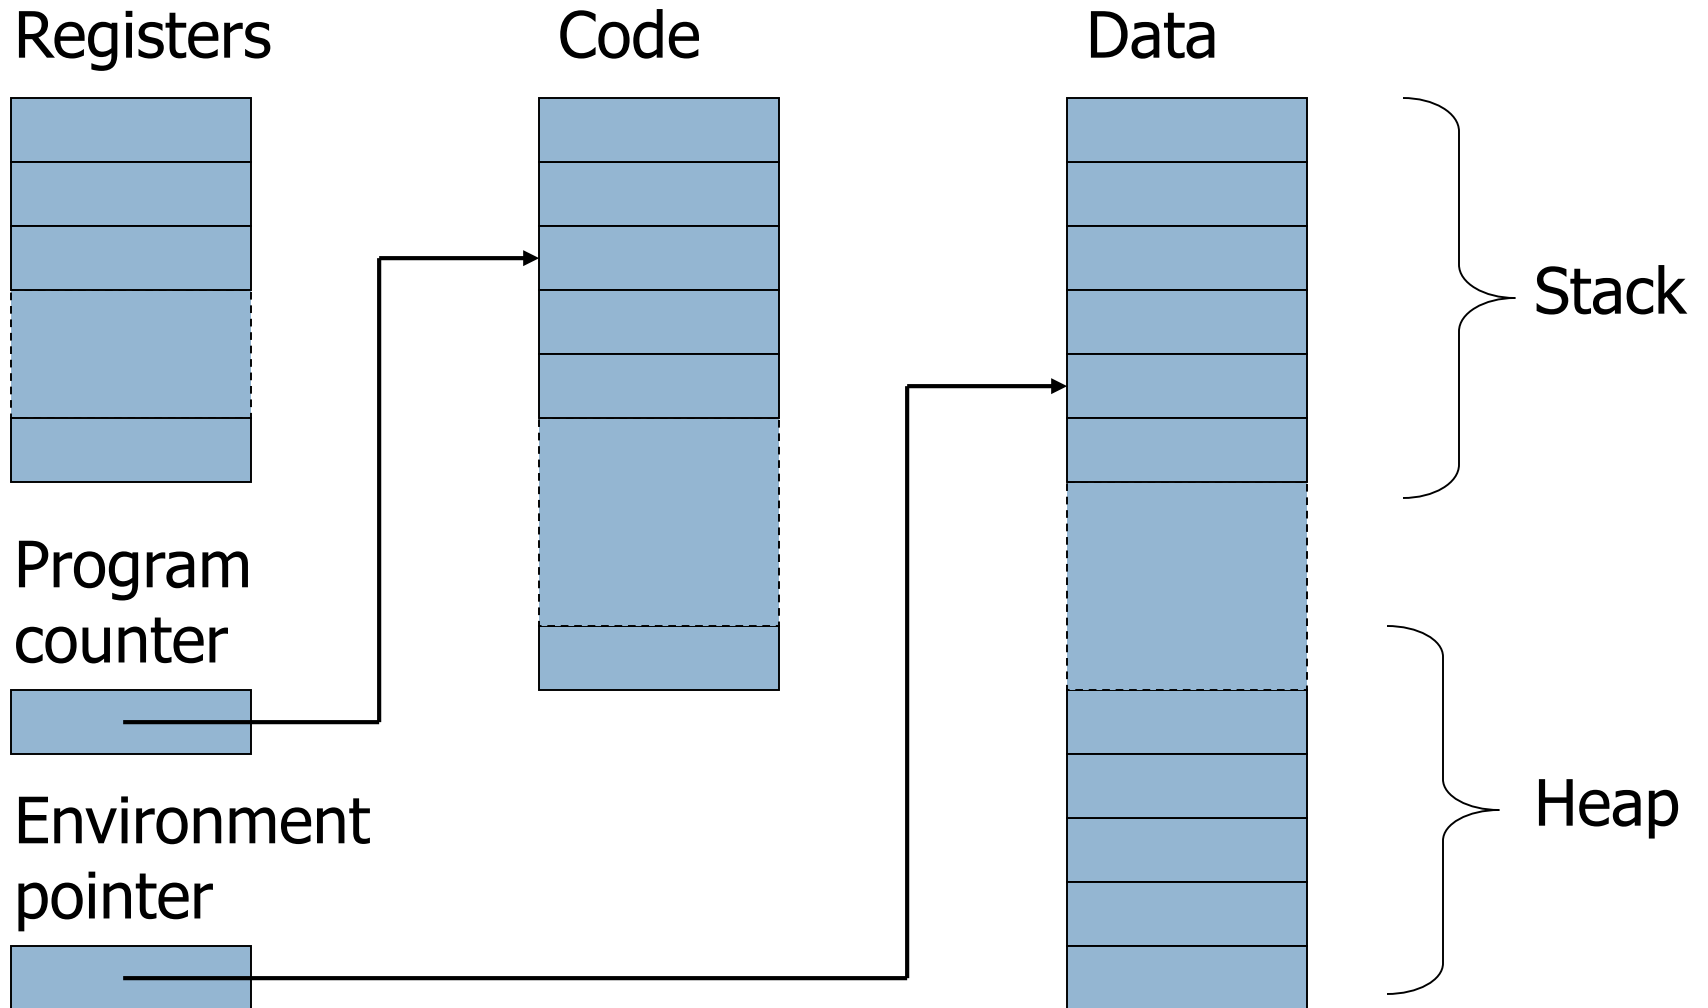 Registers
Code
Data
Stack
Program
counter
Environment
pointer
Heap